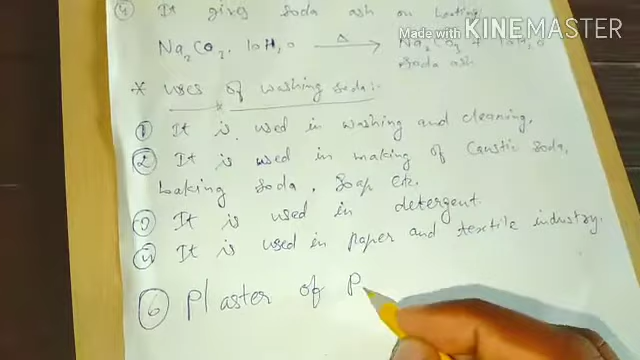 ④ It gives Soda ash on heating.
Made with KINEMASTER
Na₂CO₃. 10H₂O —Δ→ Na₂CO₃ + 10H₂O
Soda ash
* uses of washing Soda:-
① It is used in washing and cleaning.
② It is used in making of Caustic Soda,
baking Soda, Soap etc.
③ It is used in detergent.
④ It is used in paper and textile industry.
⑥ Plaster of P